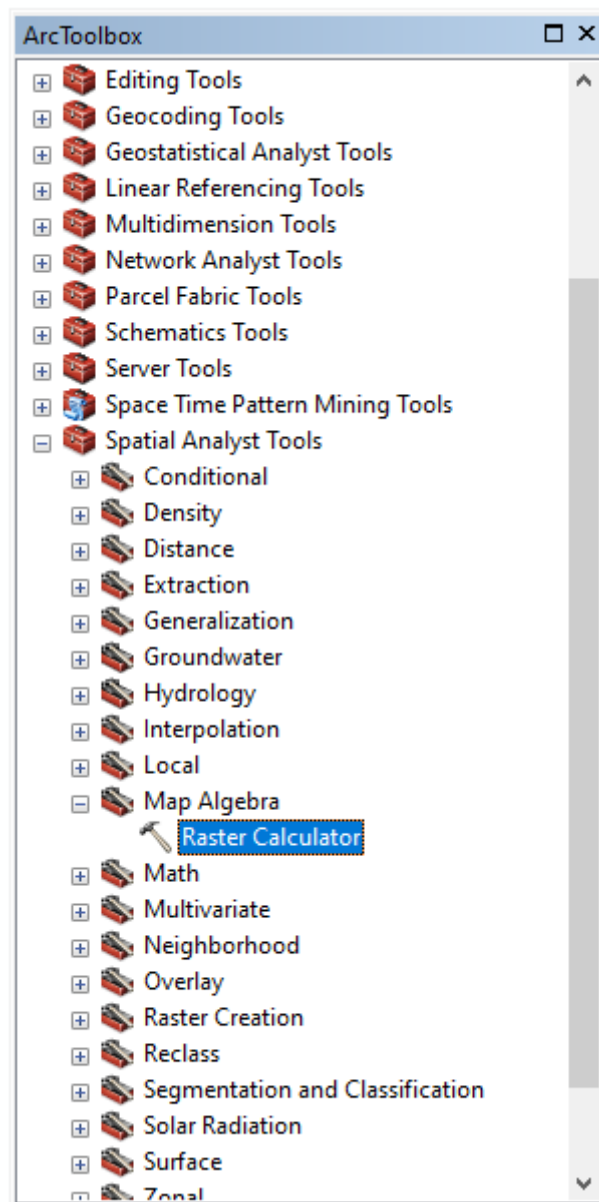 ArcToolbox
Editing Tools
Geocoding Tools
Geostatistical Analyst Tools
Linear Referencing Tools
Multidimension Tools
Network Analyst Tools
Parcel Fabric Tools
Schematics Tools
Server Tools
Space Time Pattern Mining Tools
Spatial Analyst Tools
Conditional
Density
Distance
Extraction
Generalization
Groundwater
Hydrology
Interpolation
Local
Map Algebra
Raster Calculator
Math
Multivariate
Neighborhood
Overlay
Raster Creation
Reclass
Segmentation and Classification
Solar Radiation
Surface
Zonal